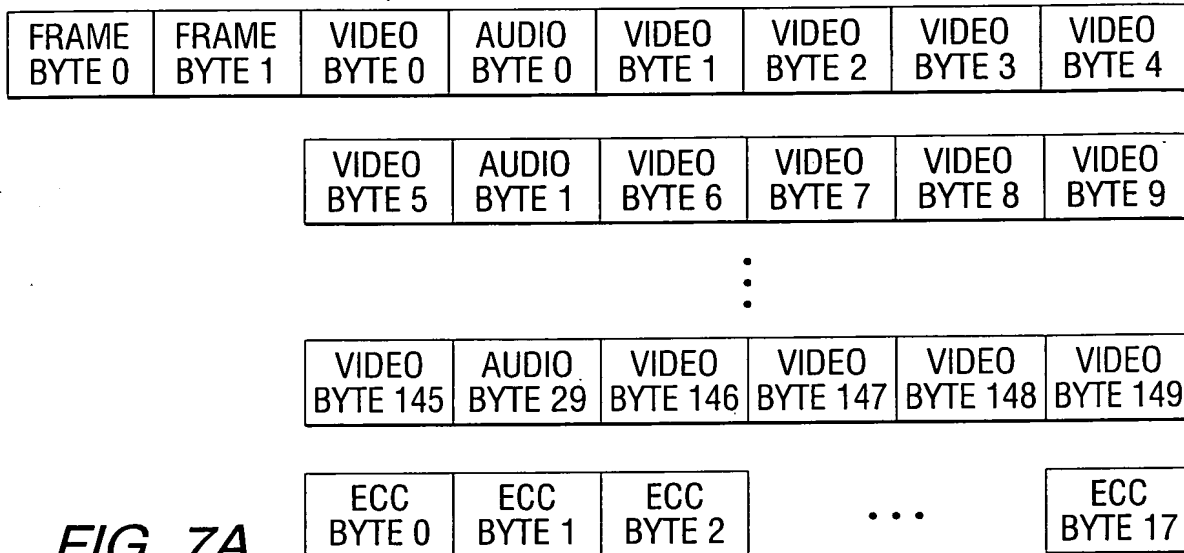 FRAME BYTE 0 FRAME BYTE 1 VIDEO BYTE 0 AUDIO BYTE 0 VIDEO BYTE 1 VIDEO BYTE 2 VIDEO BYTE 3 VIDEO BYTE 4
VIDEO BYTE 5 AUDIO BYTE 1 VIDEO BYTE 6 VIDEO BYTE 7 VIDEO BYTE 8 VIDEO BYTE 9
VIDEO BYTE 145 AUDIO BYTE 29 VIDEO BYTE 146 VIDEO BYTE 147 VIDEO BYTE 148 VIDEO BYTE 149
ECC BYTE 0 ECC BYTE 1 ECC BYTE 2 ... ECC BYTE 17
FIG. 7A